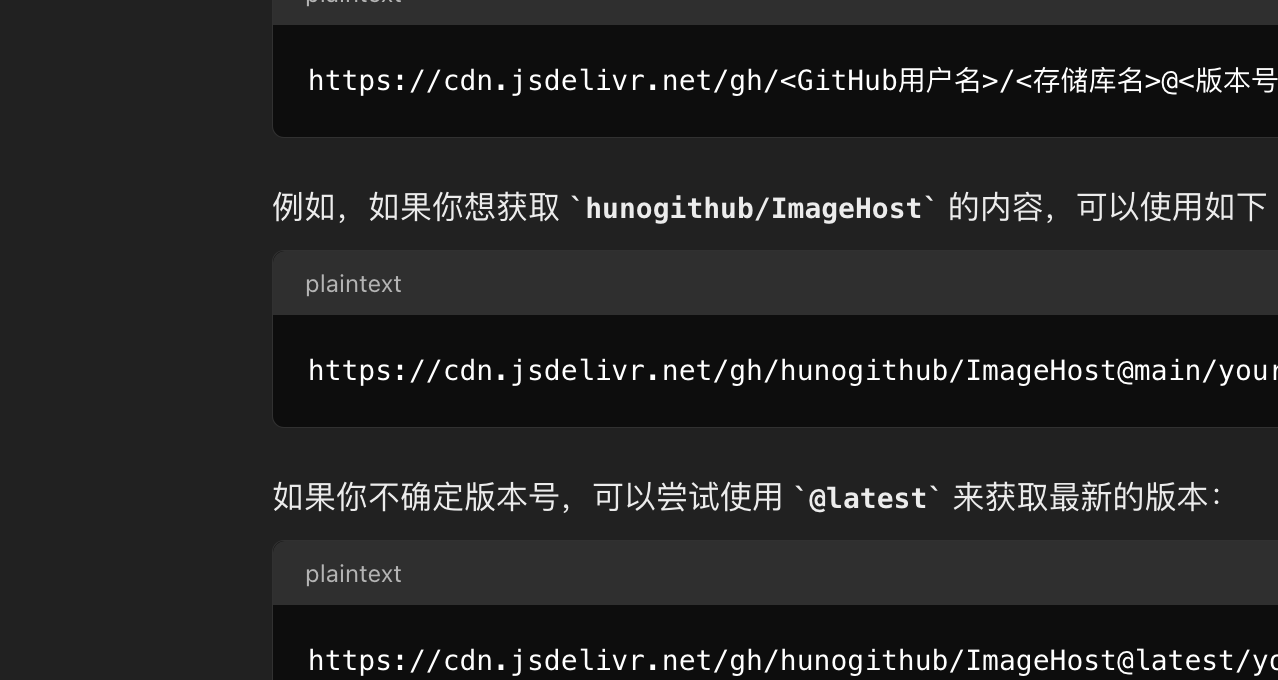 https://cdn.jsdelivr.net/gh/<GitHub用户名>/<存储库名>@<版本号
例如，如果你想获取 `hunogithub/ImageHost` 的内容，可以使用如下
plaintext
https://cdn.jsdelivr.net/gh/hunogithub/ImageHost@main/your
如果你不确定版本号，可以尝试使用 `@latest` 来获取最新的版本：
plaintext
https://cdn.jsdelivr.net/gh/hunogithub/ImageHost@latest/yo